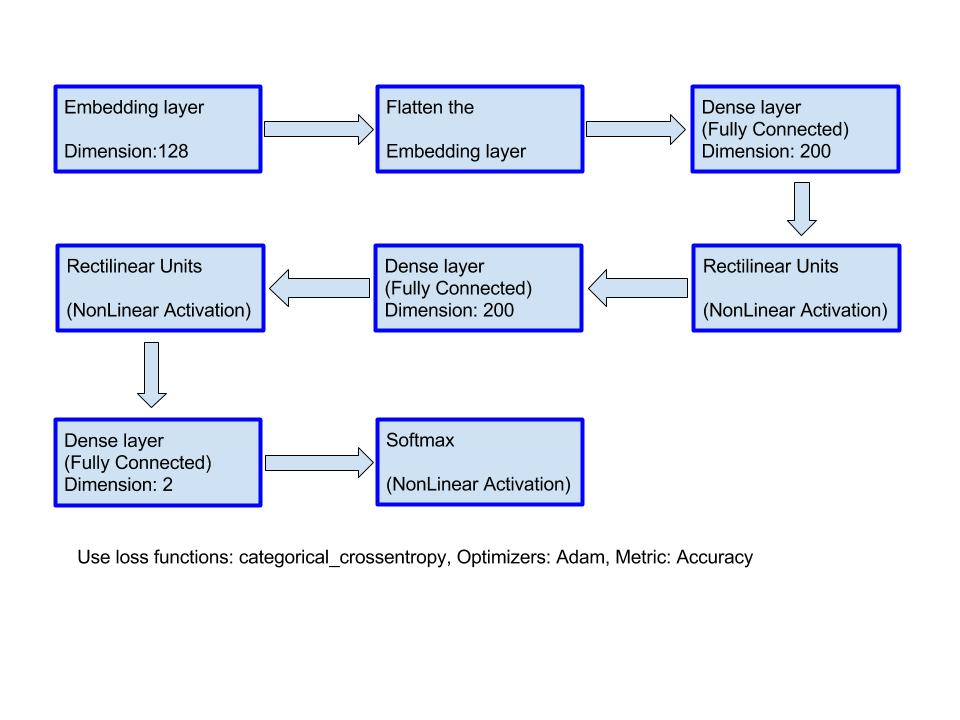 Embedding layer
Dimension:128
Flatten the
Embedding layer
Dense layer
(Fully Connected)
Dimension: 200
Rectilinear Units
(NonLinear Activation)
Dense layer
(Fully Connected)
Dimension: 200
Rectilinear Units
(NonLinear Activation)
Dense layer
(Fully Connected)
Dimension: 2
Softmax
(NonLinear Activation)
Use loss functions: categorical_crossentropy, Optimizers: Adam, Metric: Accuracy